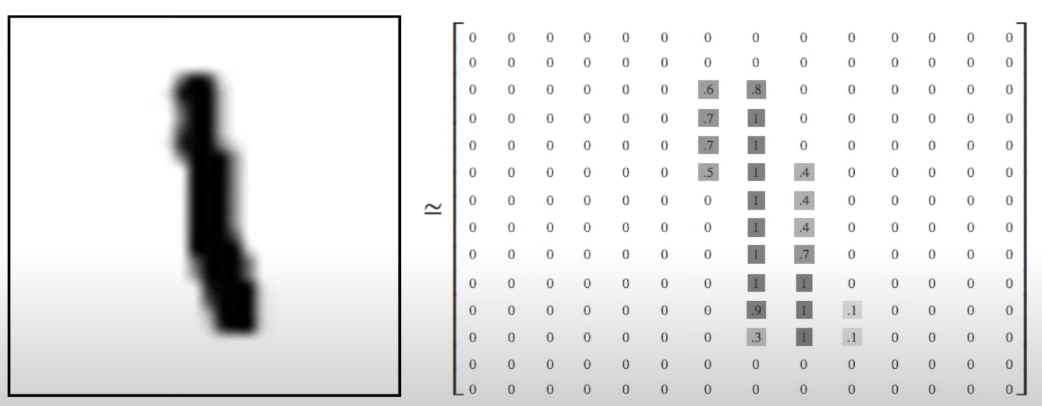 0 0 0 0 0 0 0 0 0 0 0 0 0 0
0 0 0 0 0 0 0 0 0 0 0 0 0 0
0 0 0 0 0 0 .6 .8 0 0 0 0 0 0
0 0 0 0 0 0 .7 1 0 0 0 0 0 0
0 0 0 0 0 0 .7 1 0 0 0 0 0 0
0 0 0 0 0 0 .5 1 .4 0 0 0 0 0
≃ 0 0 0 0 0 0 0 1 .4 0 0 0 0 0
0 0 0 0 0 0 0 1 .4 0 0 0 0 0
0 0 0 0 0 0 0 1 .7 0 0 0 0 0
0 0 0 0 0 0 0 1 1 0 0 0 0 0
0 0 0 0 0 0 0 .9 1 .1 0 0 0 0
0 0 0 0 0 0 0 .3 1 .1 0 0 0 0
0 0 0 0 0 0 0 0 0 0 0 0 0 0
0 0 0 0 0 0 0 0 0 0 0 0 0 0